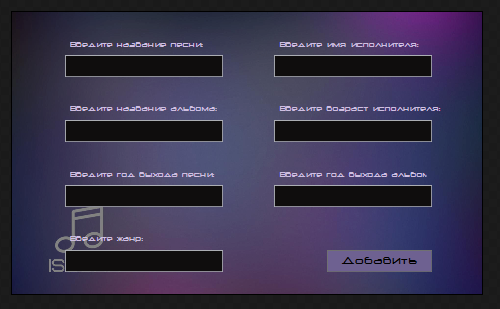 Введите название песни:
Введите имя исполнителя:
Введите название альбома:
Введите возраст исполнителя:
Введите год выхода песни:
Введите год выхода альбом
Введите жанр:
IS
Добавить